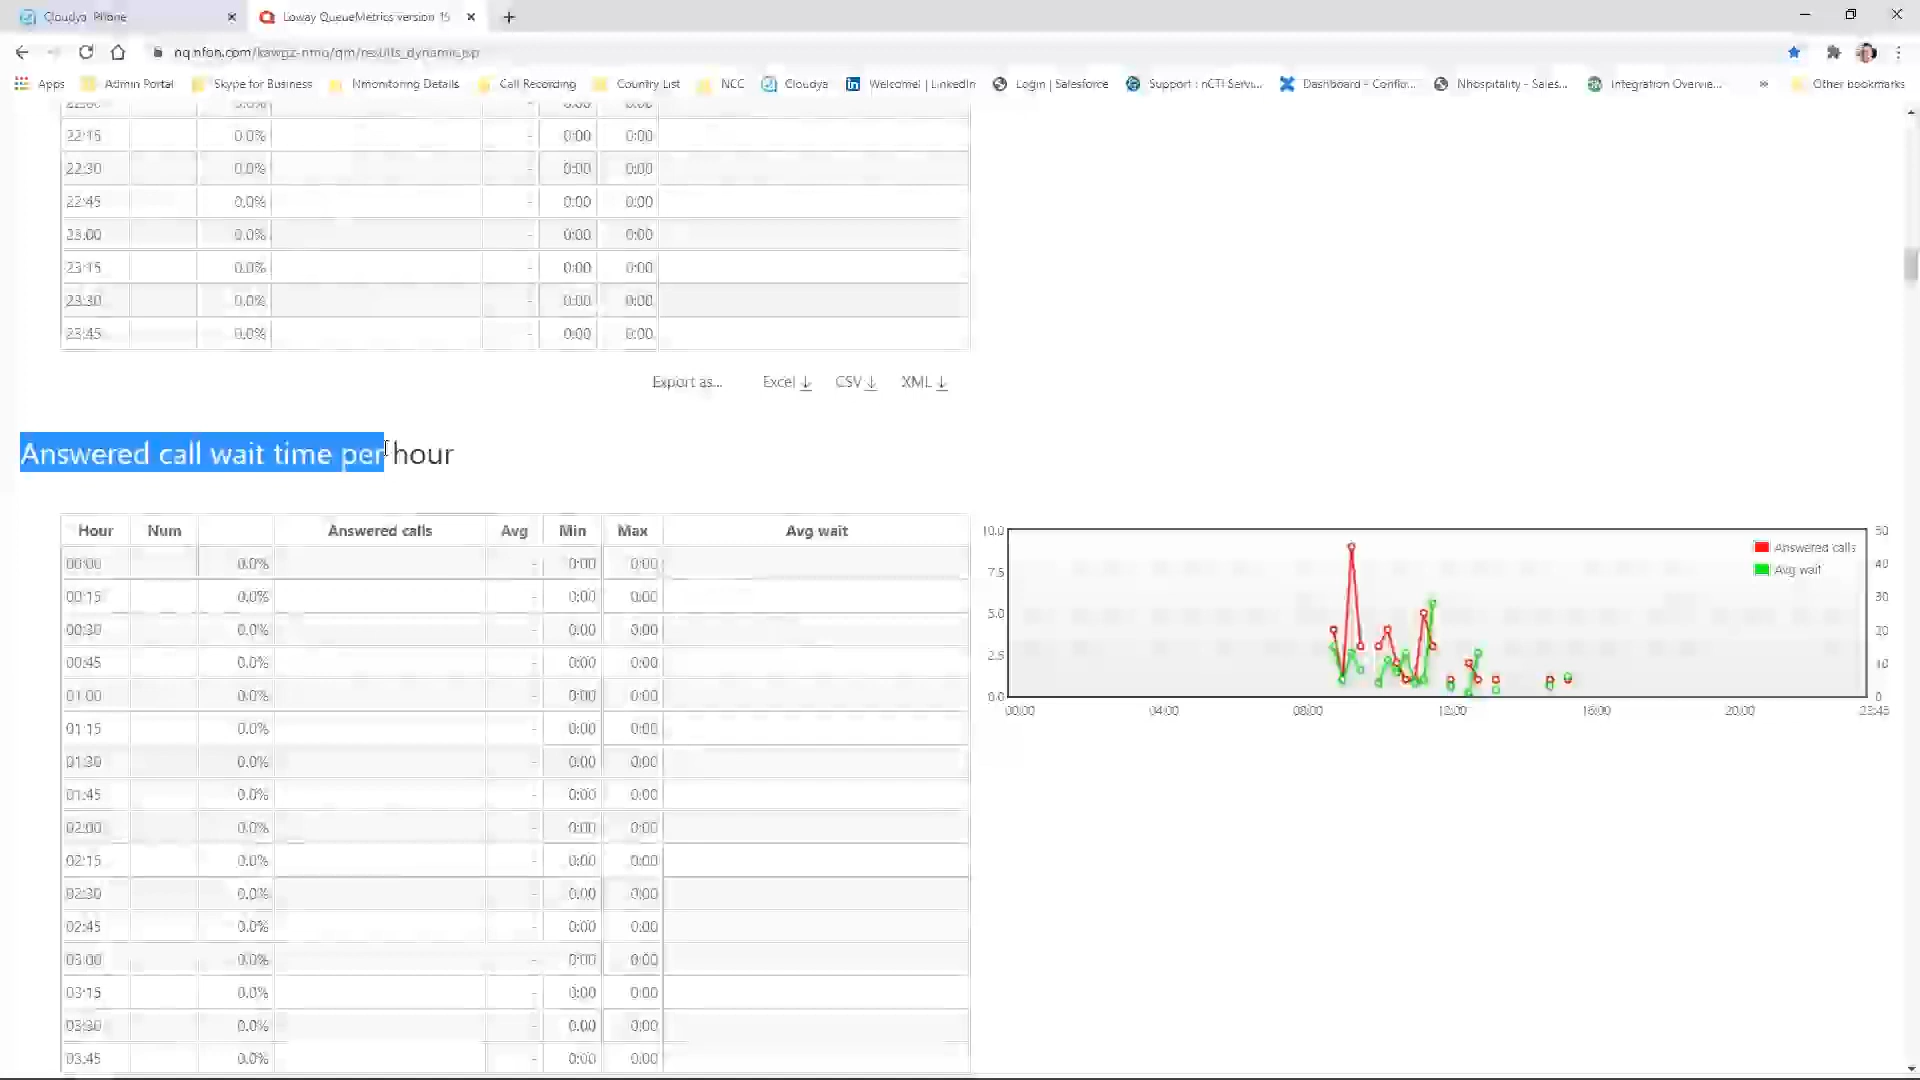 Cloudya Phone
Loway QueueMetrics version 15
nq.nfon.com/kawgz-nmq/qm/results_dynamic.jsp
Apps Admin Portal Skype for Business Nmonitoring Details Call Recording Country List NCC Cloudya Welcome! | LinkedIn Login | Salesforce Support : nCTI Servi... Dashboard - Conflu... Nhospitality - Sales... Integration Overvie... » Other bookmarks
22:15 0.0% - 0:00 0:00
22:30 0.0% - 0:00 0:00
22:45 0.0% - 0:00 0:00
23:00 0.0% - 0:00 0:00
23:15 0.0% - 0:00 0:00
23:30 0.0% - 0:00 0:00
23:45 0.0% - 0:00 0:00
Export as... Excel CSV XML
Answered call wait time per hour
Hour Num Answered calls Avg Min Max Avg wait
00:00 0.0% - 0:00 0:00
00:15 0.0% - 0:00 0:00
00:30 0.0% - 0:00 0:00
00:45 0.0% - 0:00 0:00
01:00 0.0% - 0:00 0:00
01:15 0.0% - 0:00 0:00
01:30 0.0% - 0:00 0:00
01:45 0.0% - 0:00 0:00
02:00 0.0% - 0:00 0:00
02:15 0.0% - 0:00 0:00
02:30 0.0% - 0:00 0:00
02:45 0.0% - 0:00 0:00
03:00 0.0% - 0:00 0:00
03:15 0.0% - 0:00 0:00
03:30 0.0% - 0:00 0:00
03:45 0.0% - 0:00 0:00
10.0 50
Answered calls
7.5 40
Avg wait
5.0 30
20
2.5 10
0.0 0
00:00 04:00 08:00 12:00 16:00 20:00 23:45